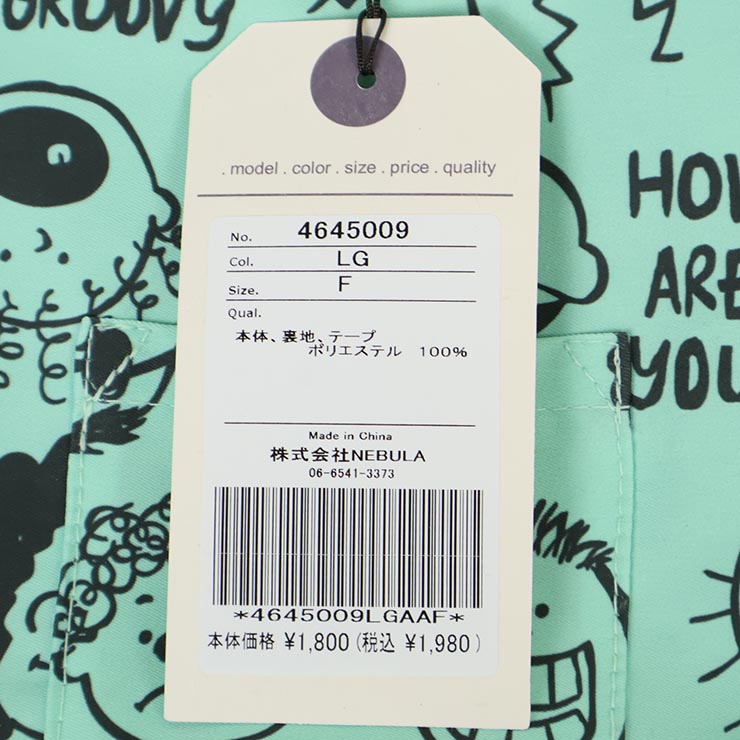 GROOVY
. model . color . size . price . quality
No. 4645009
Col. LG
Size. F
Qual.
本体、裏地、テープ
ポリエステル 100%
Made in China
株式会社NEBULA
06-6541-3373
*4645009LGAAF*
本体価格 ¥1,800(税込 ¥1,980)
ARE
YOU